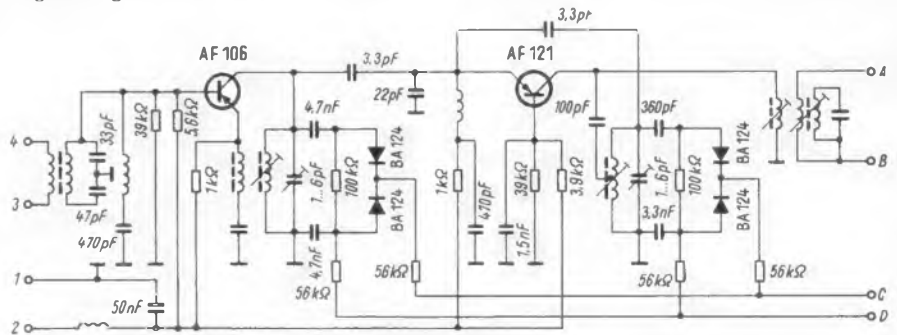 3,3pF
AF 106
AF 121
3,3pF
22pF
4,7nF
100pF
360pF
A
B
4
3
33pF
39kΩ
5,6kΩ
1kΩ
1...6pF
100kΩ
BA 124
BA 124
1kΩ
470pF
39kΩ
3,9kΩ
1...6pF
100kΩ
BA 124
BA 124
47pF
470pF
4,7nF
1,5nF
3,3nF
56kΩ
56kΩ
56kΩ
56kΩ
1
50nF
2
C
D